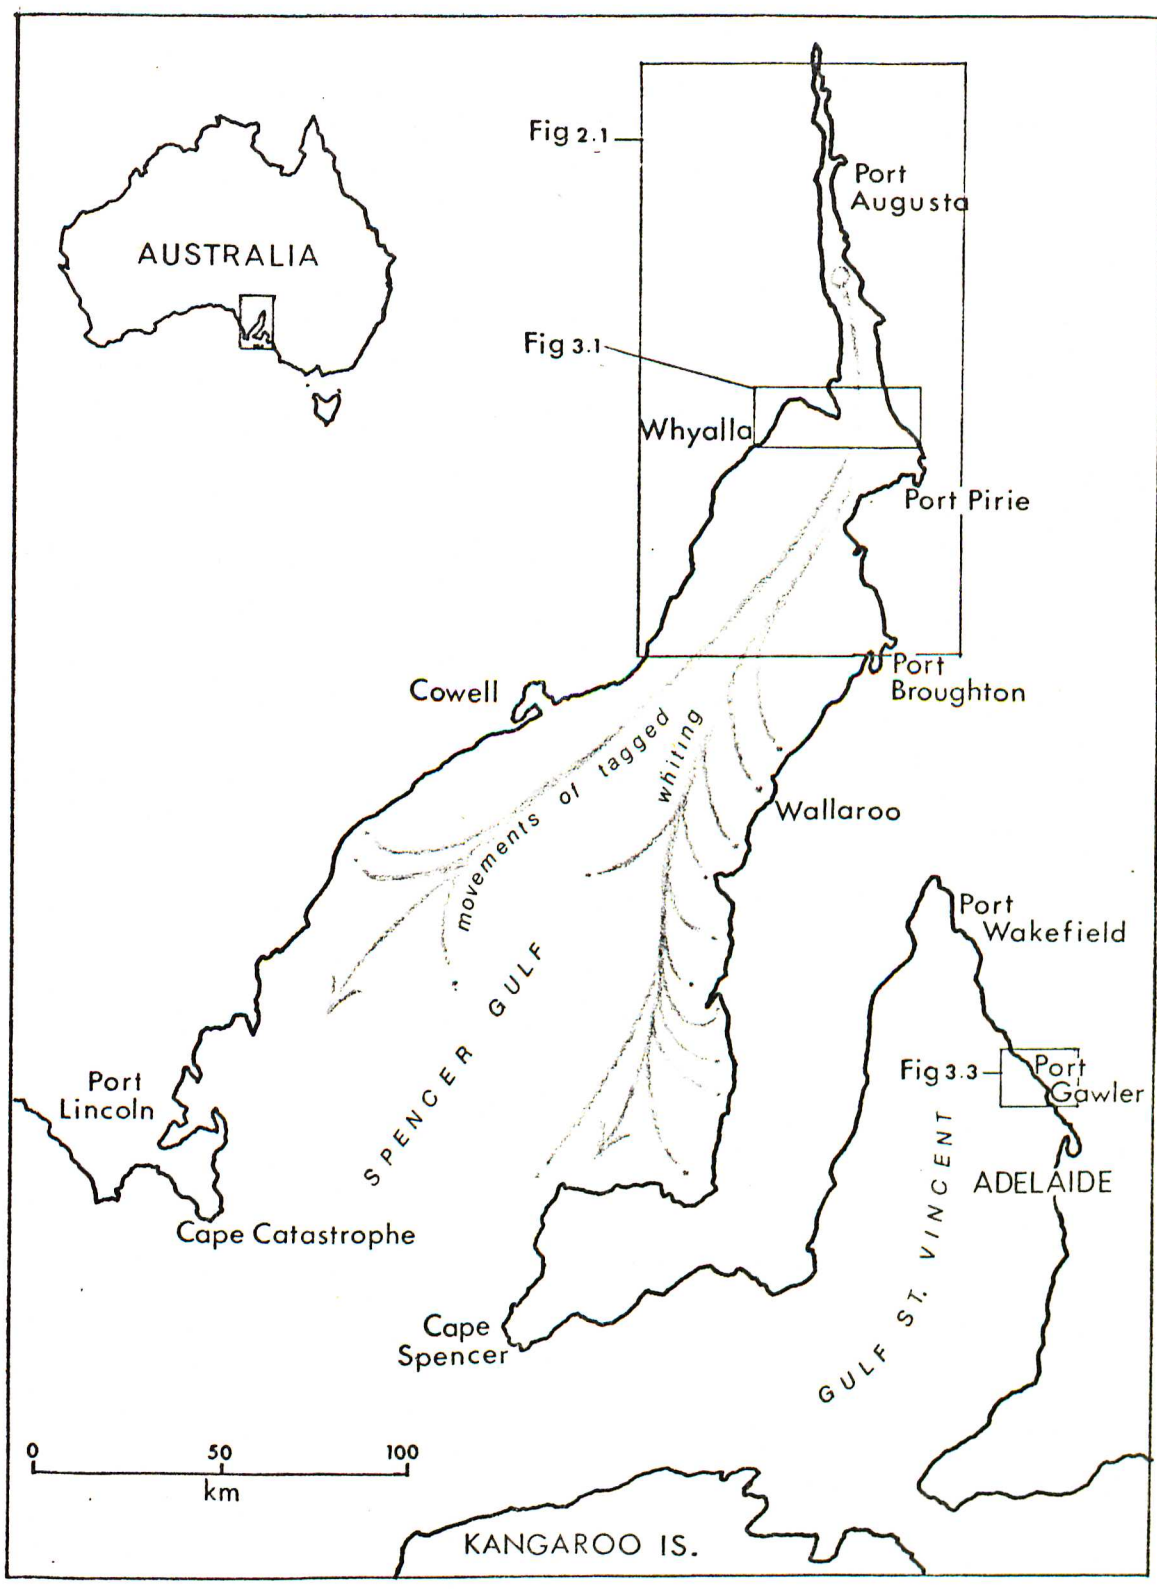 Fig 2.1
Port
Augusta
AUSTRALIA
Fig 3.1
Whyalla
Port Pirie
Cowell
Port
Broughton
movements of tagged
whiting
Wallaroo
Port
Wakefield
SPENCER GULF
Fig 3.3
Port
Gawler
Port
Lincoln
ADELAIDE
Cape Catastrophe
GULF ST. VINCENT
Cape
Spencer
0 50 100
km
KANGAROO IS.